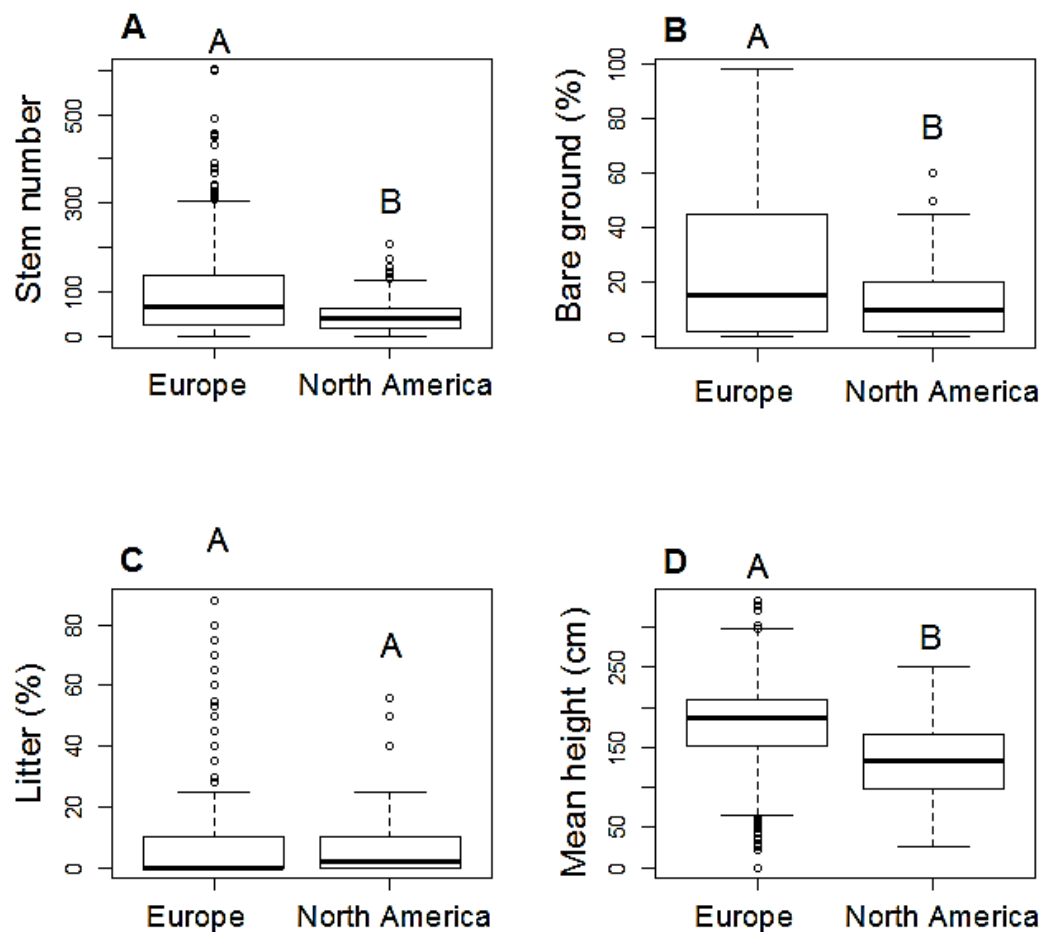 A
A
B
Stem number
0
100
300
500
Europe
North America
B
A
B
Bare ground (%)
0
20
40
60
80
100
Europe
North America
C
A
A
Litter (%)
0
20
40
60
80
Europe
North America
D
A
B
Mean height (cm)
0
50
150
250
Europe
North America